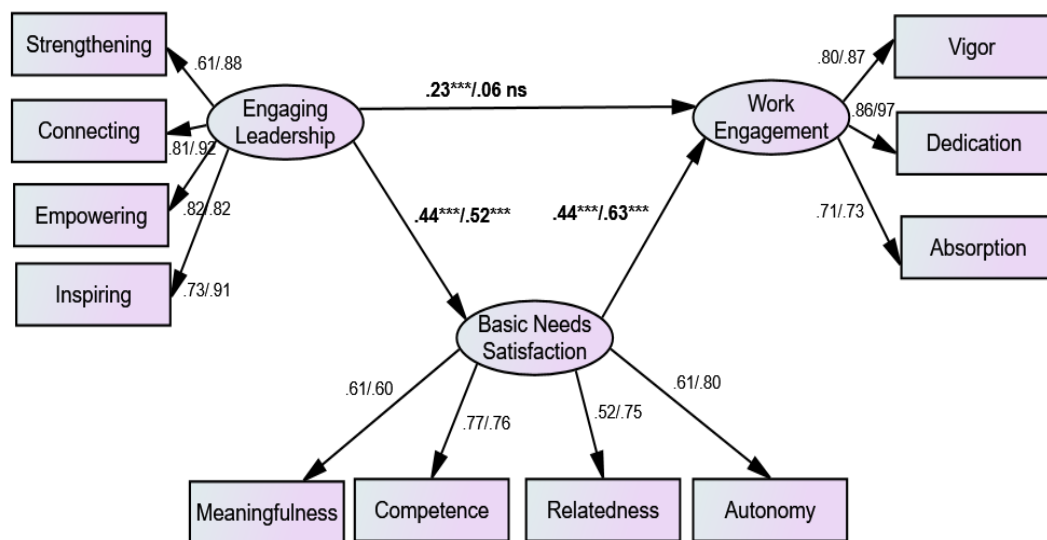 Strengthening
.61/.88
Connecting
.81/.92
Empowering
.82/.82
Inspiring
.73/.91
Engaging
Leadership
.23***/.06 ns
Work
Engagement
.80/.87
Vigor
.86/97
Dedication
.71/.73
Absorption
.44***/.52***
.44***/.63***
Basic Needs
Satisfaction
.61/.60
.77/.76
.52/.75
.61/.80
Meaningfulness
Competence
Relatedness
Autonomy